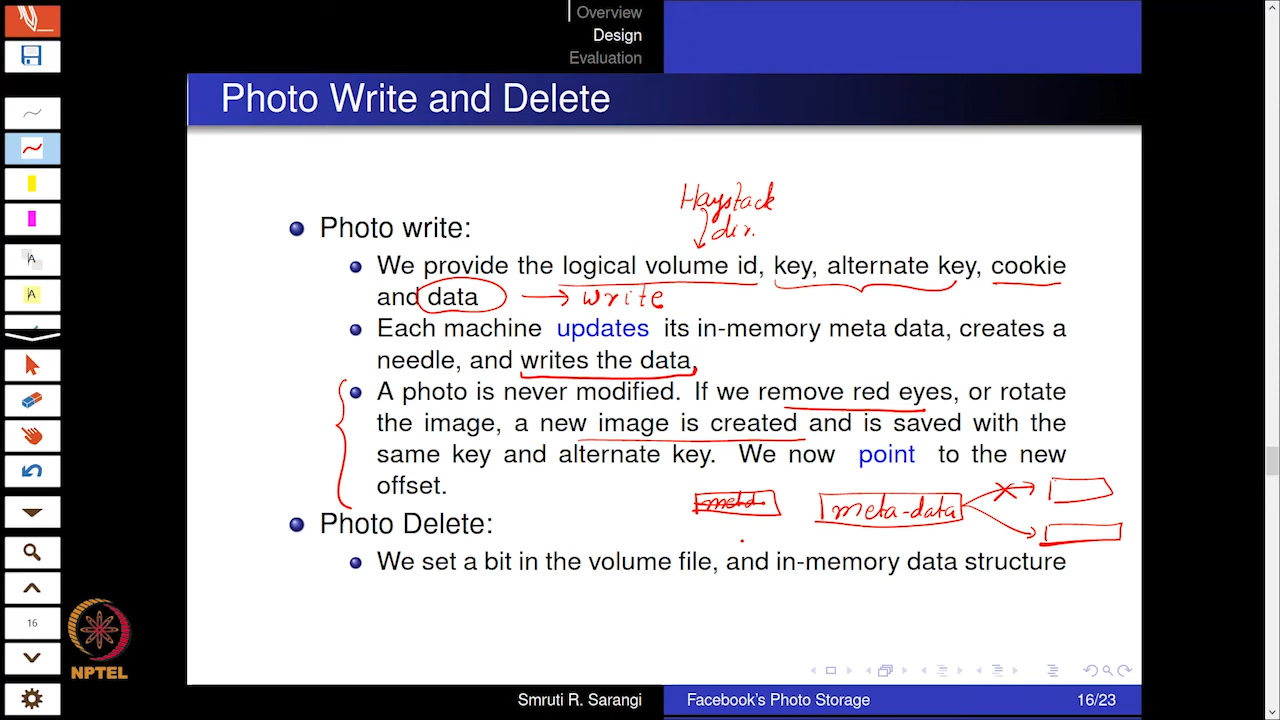 Overview
Design
Evaluation
Photo Write and Delete
Haystack
dir.
Photo write:
We provide the logical volume id, key, alternate key, cookie
and data → write
Each machine updates its in-memory meta data, creates a
needle, and writes the data.
A photo is never modified. If we remove red eyes, or rotate
the image, a new image is created and is saved with the
same key and alternate key. We now point to the new
offset.
meta-data
Photo Delete:
We set a bit in the volume file, and in-memory data structure
A
A
16
NPTEL
Smruti R. Sarangi Facebook's Photo Storage 16/23